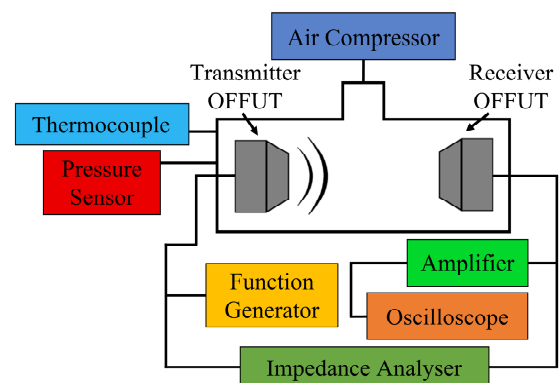 Air Compressor
Transmitter
OFFUT
Receiver
OFFUT
Thermocouple
Pressure
Sensor
Function
Generator
Amplifier
Oscilloscope
Impedance Analyser